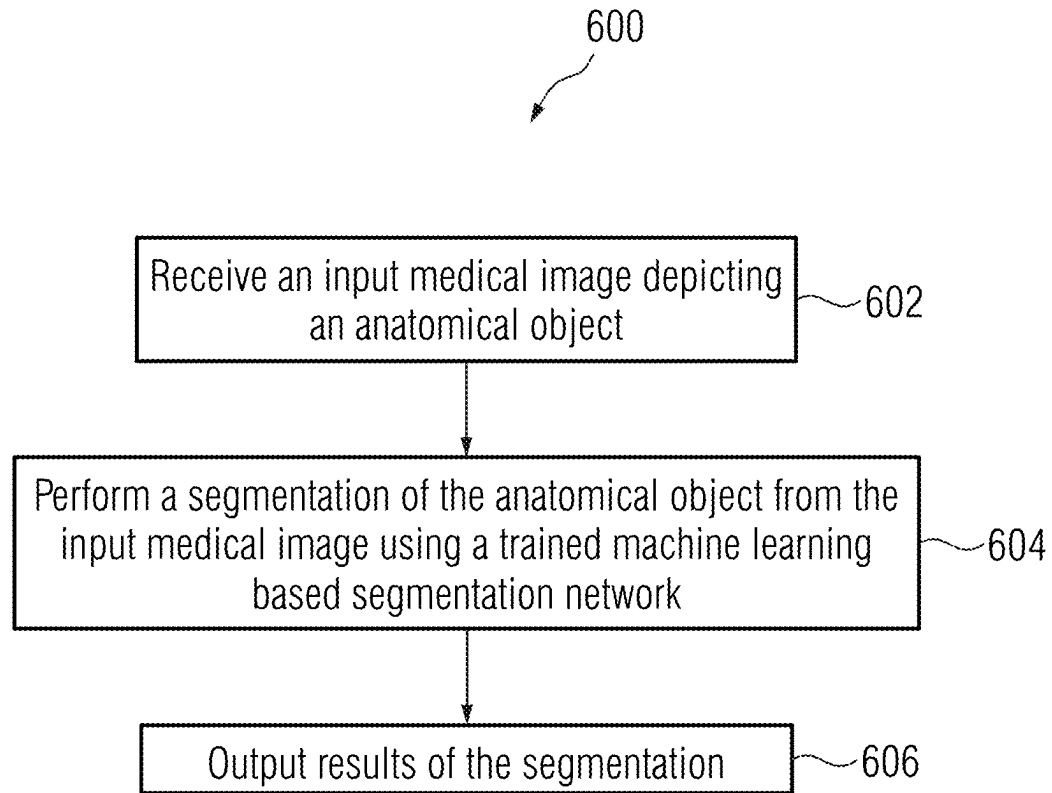 600
Receive an input medical image depicting
an anatomical object
602
Perform a segmentation of the anatomical object from the
input medical image using a trained machine learning
based segmentation network
604
Output results of the segmentation
606